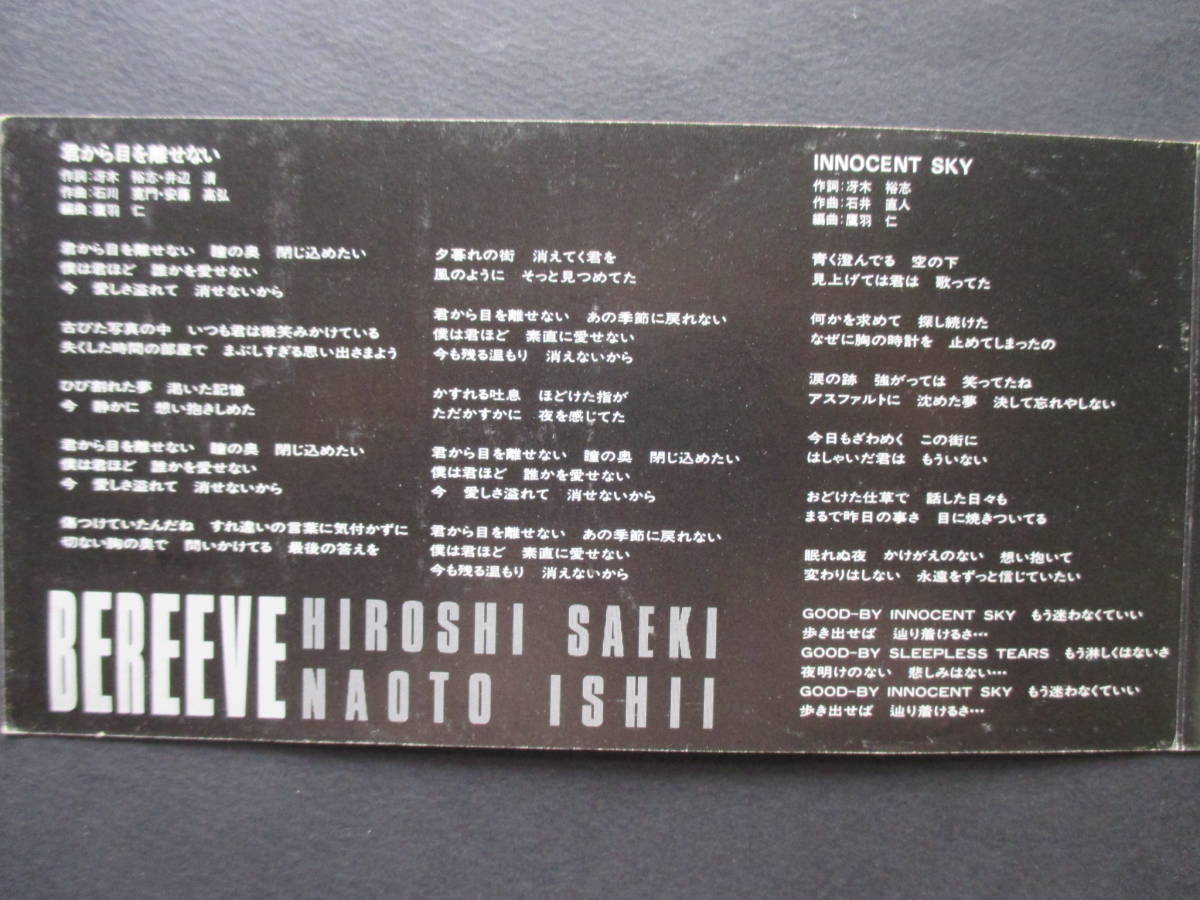 君から目を離せない
作詞:冴木 裕志・井辺 清
作曲:石川 寛門・安藤 高弘
編曲:鷹羽 仁
君から目を離せない 瞳の奥 閉じ込めたい
僕は君ほど 誰かを愛せない
今 愛しさ溢れて 消せないから
古びた写真の中 いつも君は微笑みかけている
失くした時間の部屋で まぶしすぎる思い出さまよう
ひび割れた夢 渇いた記憶
今 静かに 想い抱きしめた
君から目を離せない 瞳の奥 閉じ込めたい
僕は君ほど 誰かを愛せない
今 愛しさ溢れて 消せないから
傷つけていたんだね すれ違いの言葉に気付かずに
切ない胸の奥で 問いかけてる 最後の答えを
夕暮れの街 消えてく君を
風のように そっと見つめてた
君から目を離せない あの季節に戻れない
僕は君ほど 素直に愛せない
今も残る温もり 消えないから
かすれる吐息 ほどけた指が
ただかすかに 夜を感じてた
君から目を離せない 瞳の奥 閉じ込めたい
僕は君ほど 誰かを愛せない
今 愛しさ溢れて 消せないから
君から目を離せない あの季節に戻れない
僕は君ほど 素直に愛せない
今も残る温もり 消えないから
BEREEVE
HIROSHI SAEKI
NAOTO ISHII
INNOCENT SKY
作詞:冴木 裕志
作曲:石井 直人
編曲:鷹羽 仁
青く澄んでる 空の下
見上げては君は 歌ってた
何かを求めて 探し続けた
なぜに胸の時計を 止めてしまったの
涙の跡 強がっては 笑ってたね
アスファルトに 沈めた夢 決して忘れやしない
今日もざわめく この街に
はしゃいだ君は もういない
おどけた仕草で 話した日々も
まるで昨日の事さ 目に焼きついてる
眠れぬ夜 かけがえのない 想い抱いて
変わりはしない 永遠をずっと信じていたい
GOOD-BY INNOCENT SKY もう迷わなくていい
歩き出せば 辿り着けるさ…
GOOD-BY SLEEPLESS TEARS もう淋しくはないさ
夜明けのない 悲しみはない…
GOOD-BY INNOCENT SKY もう迷わなくていい
歩き出せば 辿り着けるさ…